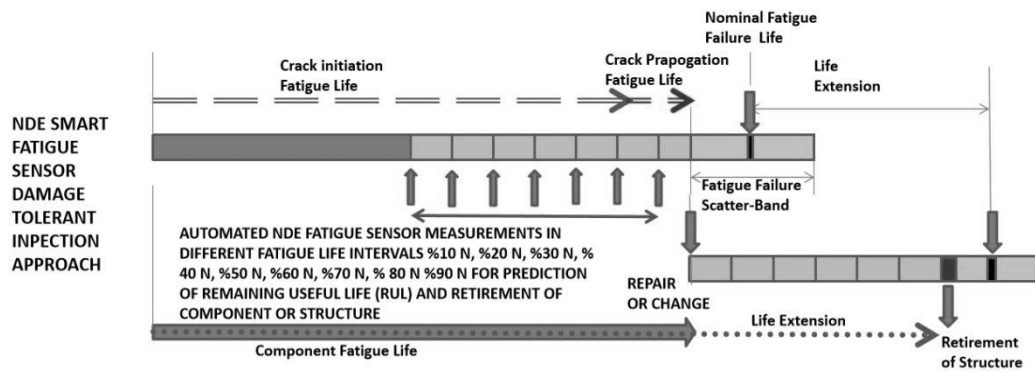 Nominal Fatigue
Failure Life
Crack initiation
Fatigue Life
Crack Prapogation
Fatigue Life
Life
Extension
NDE SMART
FATIGUE
SENSOR
DAMAGE
TOLERANT
INPECTION
APPROACH
Fatigue Failure
Scatter-Band
AUTOMATED NDE FATIGUE SENSOR MEASUREMENTS IN
DIFFERENT FATIGUE LIFE INTERVALS %10 N, %20 N, %30 N, %
40 N, %50 N, %60 N, %70 N, % 80 N %90 N FOR PREDICTION
OF REMAINING USEFUL LIFE (RUL) AND RETIREMENT OF
COMPONENT OR STRUCTURE
REPAIR
OR CHANGE
Component Fatigue Life
Life Extension
Retirement
of Structure